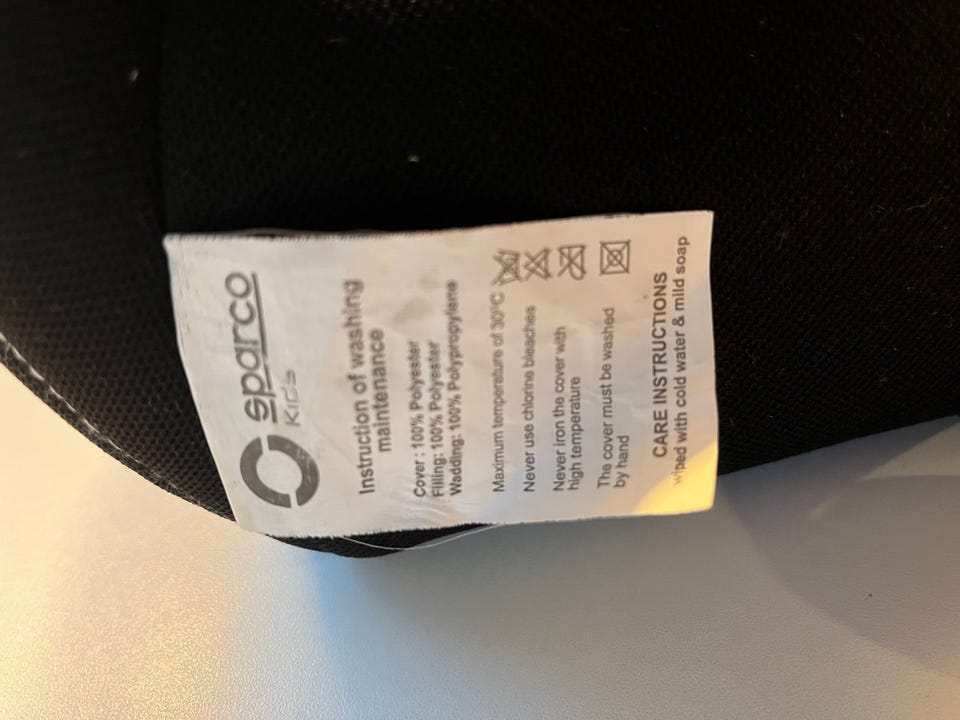 sparco
Kids
Instruction of washing
maintenance
Cover: 100% Polyester
Filling: 100% Polyester
Wadding: 100% Polypropylene
Maximum temperature of 30°C
Never use chlorine bleaches
Never iron the cover with
high temperature
The cover must be washed
by hand
CARE INSTRUCTIONS
wiped with cold water & mild soap